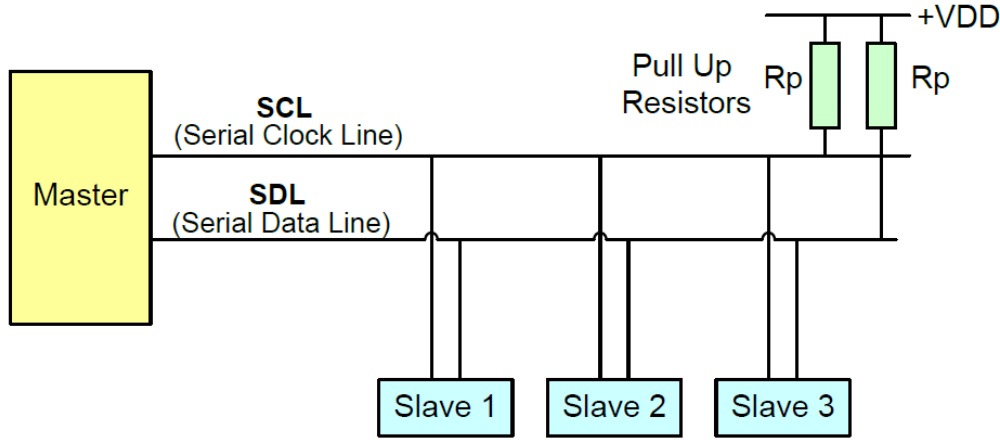 +VDD
Pull Up
Resistors
Rp
Rp
SCL
(Serial Clock Line)
Master
SDL
(Serial Data Line)
Slave 1
Slave 2
Slave 3